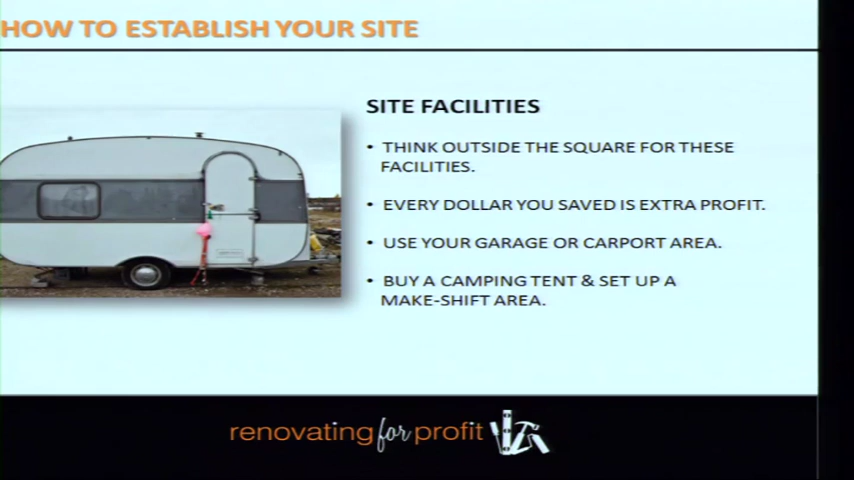 HOW TO ESTABLISH YOUR SITE
SITE FACILITIES
• THINK OUTSIDE THE SQUARE FOR THESE
FACILITIES.
• EVERY DOLLAR YOU SAVED IS EXTRA PROFIT.
• USE YOUR GARAGE OR CARPORT AREA.
• BUY A CAMPING TENT & SET UP A
MAKE-SHIFT AREA.
renovating for profit